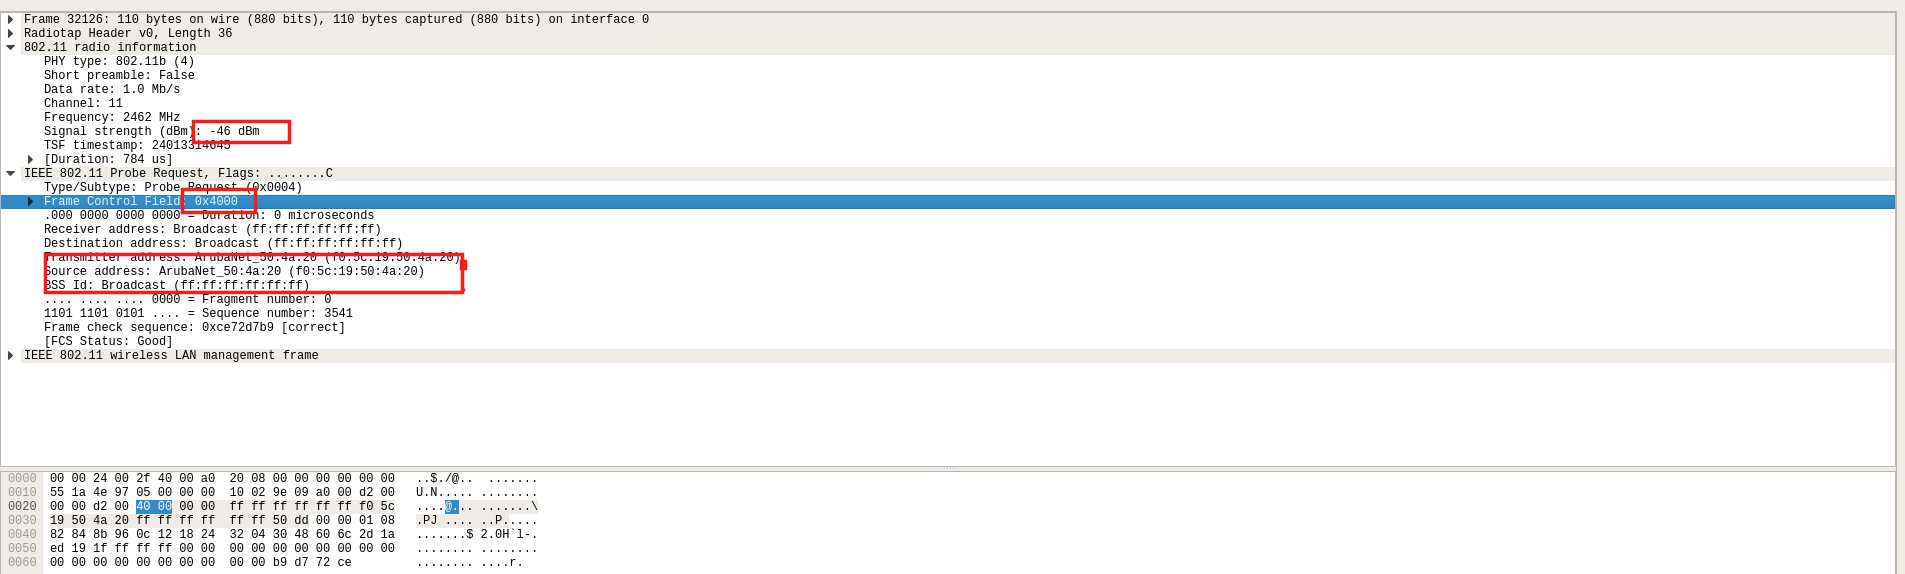 Frame 32126: 110 bytes on wire (880 bits), 110 bytes captured (880 bits) on interface 0
Radiotap Header v0, Length 36
802.11 radio information
PHY type: 802.11b (4)
Short preamble: False
Data rate: 1.0 Mb/s
Channel: 11
Frequency: 2462 MHz
Signal strength (dBm): -46 dBm
TSF timestamp: 24013314645
[Duration: 784 us]
IEEE 802.11 Probe Request, Flags: ........C
Type/Subtype: Probe Request (0x0004)
Frame Control Field: 0x4000
.000 0000 0000 0000 = Duration: 0 microseconds
Receiver address: Broadcast (ff:ff:ff:ff:ff:ff)
Destination address: Broadcast (ff:ff:ff:ff:ff:ff)
Transmitter address: ArubaNet_50:4a:20 (f0:5c:19:50:4a:20)
Source address: ArubaNet_50:4a:20 (f0:5c:19:50:4a:20)
BSS Id: Broadcast (ff:ff:ff:ff:ff:ff)
.... .... .... 0000 = Fragment number: 0
1101 1101 0101 .... = Sequence number: 3541
Frame check sequence: 0xce72d7b9 [correct]
[FCS Status: Good]
IEEE 802.11 wireless LAN management frame
0000 00 00 24 00 2f 40 00 a0 20 08 00 00 00 00 00 00 ..$./@.. .......
0010 55 1a 4e 97 05 00 00 00 10 02 9e 09 a0 00 d2 00 U.N..... ........
0020 00 00 d2 00 40 00 00 00 ff ff ff ff ff ff f0 5c ....@... .......\
0030 19 50 4a 20 ff ff ff ff ff ff 50 dd 00 00 01 08 .PJ .... ..P.....
0040 82 84 8b 96 0c 12 18 24 32 04 30 48 60 6c 2d 1a .......$ 2.0H`l-.
0050 ed 19 1f ff ff ff 00 00 00 00 00 00 00 00 00 00 ........ ........
0060 00 00 00 00 00 00 00 00 00 00 b9 d7 72 ce ........ ....r.